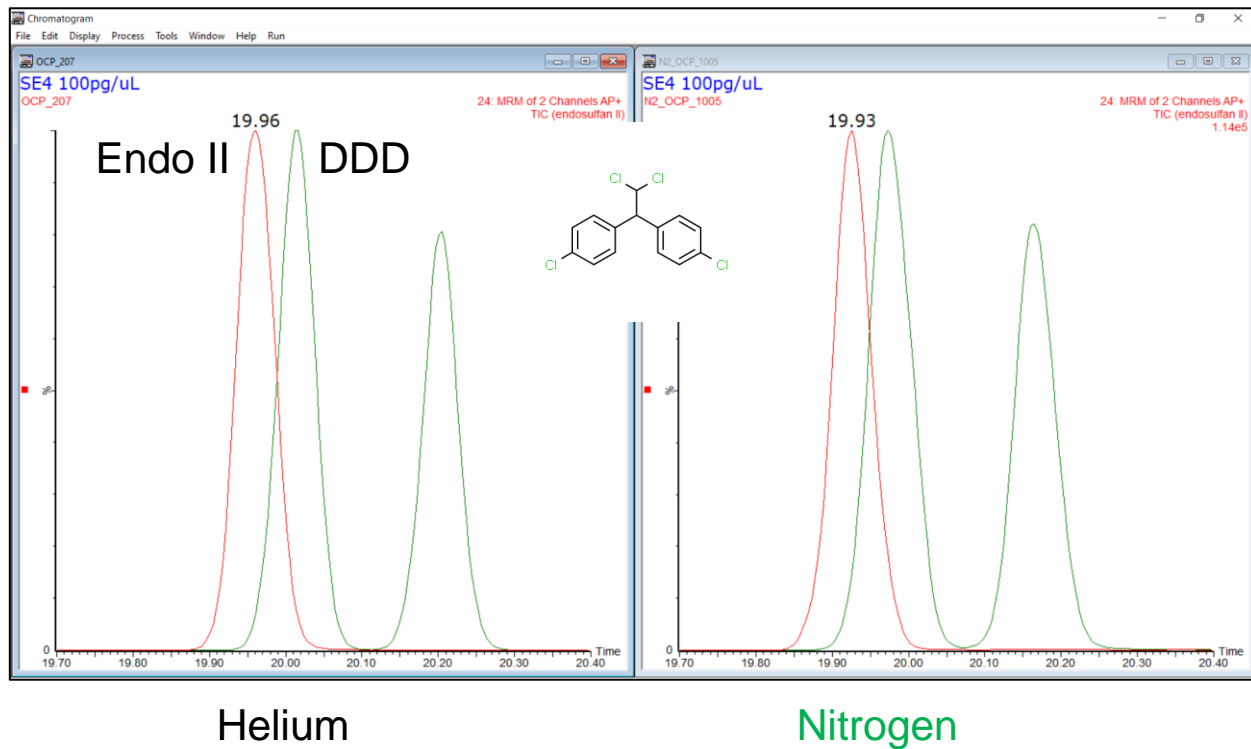 Chromatogram
File Edit Display Process Tools Window Help Run
OCP_207
SE4 100pg/uL
OCP_207
24: MRM of 2 Channels AP+
TIC (endosulfan II)
19.96
Endo II DDD
%
0
19.70 19.80 19.90 20.00 20.10 20.20 20.30 20.40
Time
N2_OCP_1005
SE4 100pg/uL
N2_OCP_1005
24: MRM of 2 Channels AP+
TIC (endosulfan II)
1.14e5
19.93
Cl Cl
Cl Cl
%
0
19.70 19.80 19.90 20.00 20.10 20.20 20.30 20.40
Time
Helium
Nitrogen